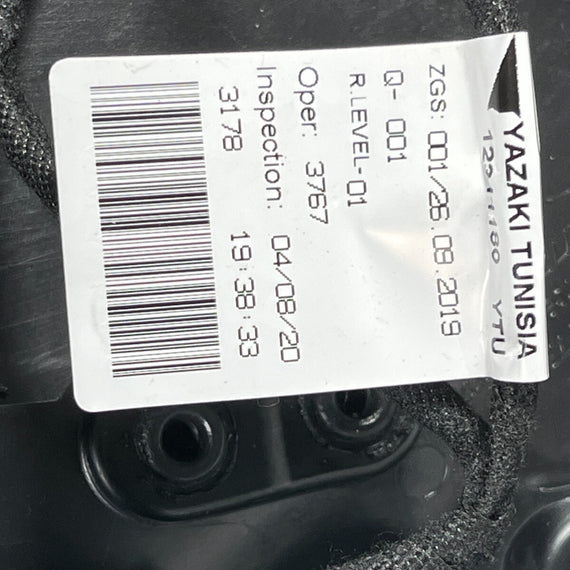 YAZAKI TUNISIA
YTU
ZGS: 001/26.09.2019
Q- 001
R.LEVEL-01
Oper: 3767
Inspection: 04/08/20
3178 19:38:33